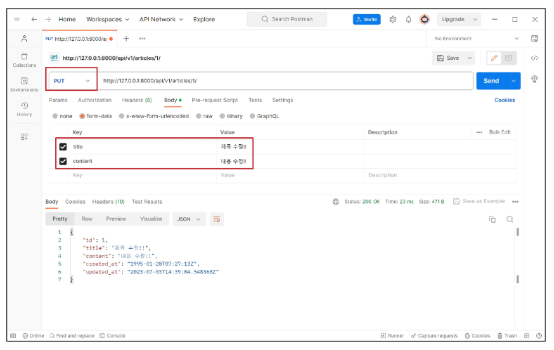 Home Workspaces API Network Explore Search Postman Invite Upgrade
PUT http://127.0.0.1:8000/a No Environment
http://127.0.0.1:8000/api/v1/articles/1/ Save
PUT http://127.0.0.1:8000/api/v1/articles/1/ Send
Collections
Environments
History
Params Authorization Headers (8) Body Pre-request Script Tests Settings Cookies
none form-data x-www-form-urlencoded raw binary GraphQL
Key Value Description Bulk Edit
title 제목 수정!!
content 내용 수정!!
Key Value Description
Body Cookies Headers (10) Test Results Status: 200 OK Time: 23 ms Size: 471 B Save as Example
Pretty Raw Preview Visualize JSON
1 {
2 "id": 1,
3 "title": "제목 수정!!",
4 "content": "내용 수정!!",
5 "created_at": "1995-01-20T07:27:13Z",
6 "updated_at":
7 }
Online Find and replace Console Runner Capture requests Cookies Trash